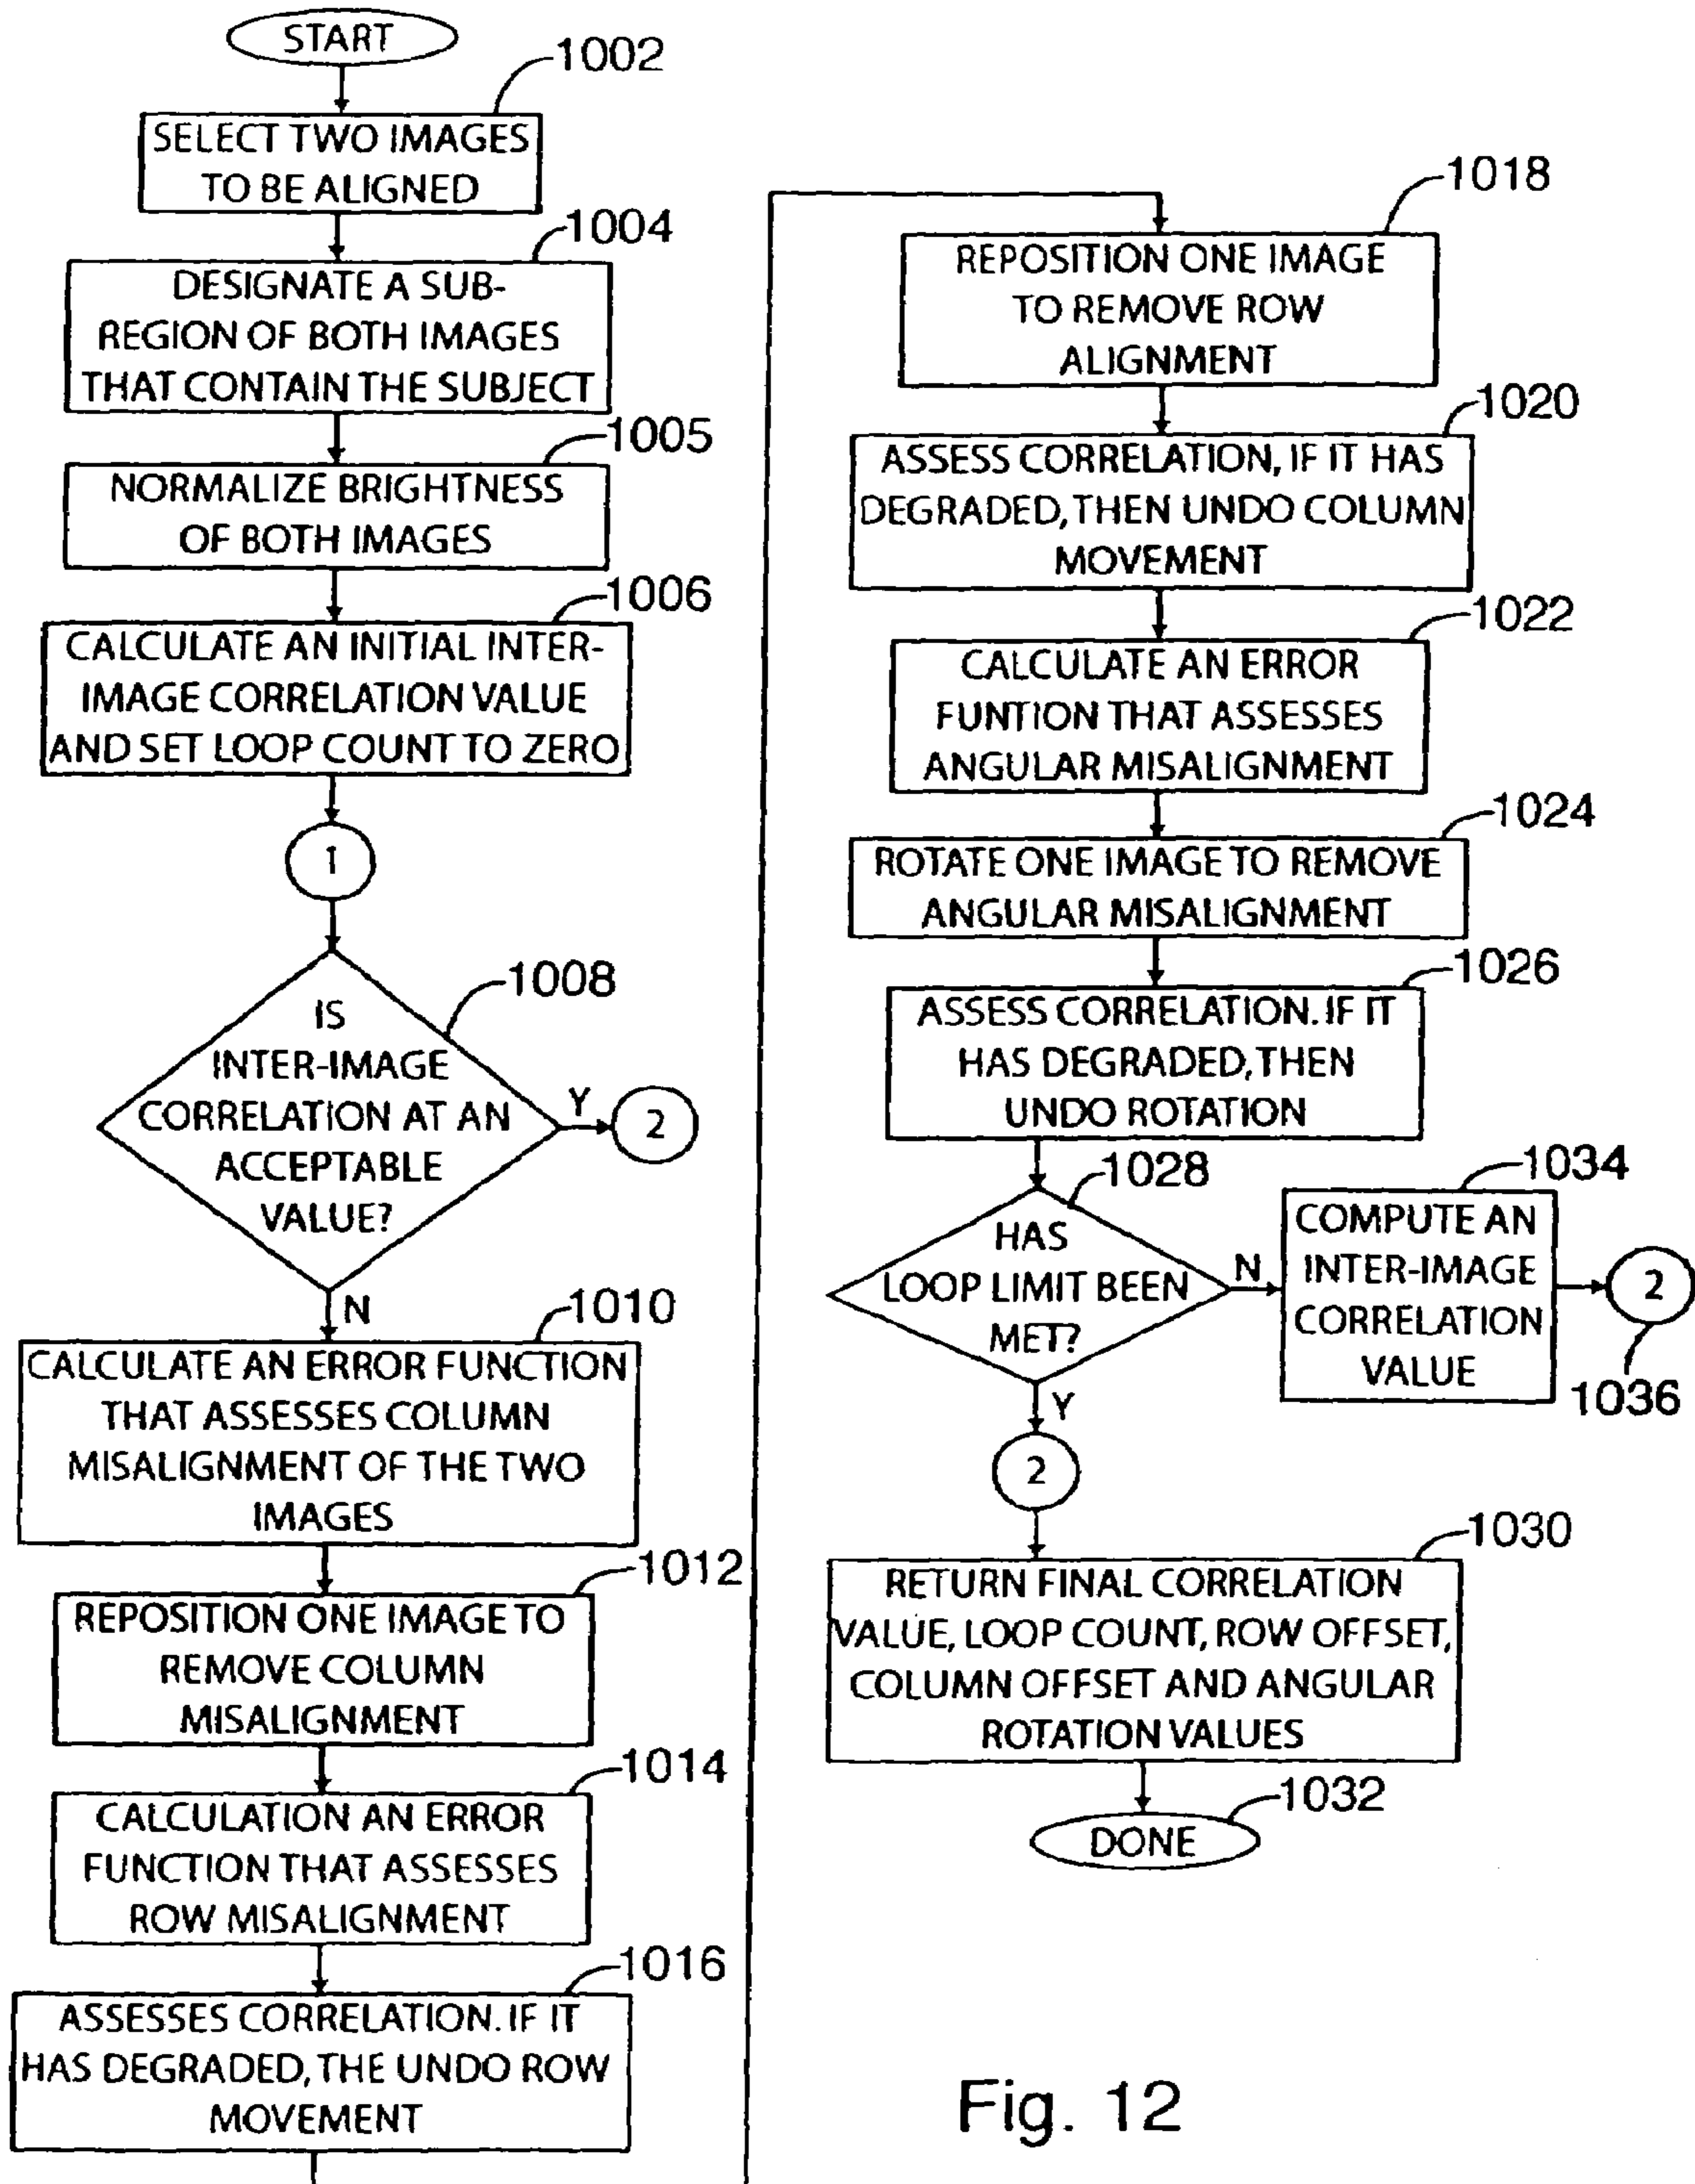 START
1002
SELECT TWO IMAGES
TO BE ALIGNED
1004
DESIGNATE A SUB-
REGION OF BOTH IMAGES
THAT CONTAIN THE SUBJECT
1005
NORMALIZE BRIGHTNESS
OF BOTH IMAGES
1006
CALCULATE AN INITIAL INTER-
IMAGE CORRELATION VALUE
AND SET LOOP COUNT TO ZERO
1
1008
IS
INTER-IMAGE
CORRELATION AT AN
ACCEPTABLE
VALUE?
Y
2
N
1010
CALCULATE AN ERROR FUNCTION
THAT ASSESSES COLUMN
MISALIGNMENT OF THE TWO
IMAGES
1012
REPOSITION ONE IMAGE TO
REMOVE COLUMN
MISALIGNMENT
1014
CALCULATION AN ERROR
FUNCTION THAT ASSESSES
ROW MISALIGNMENT
1016
ASSESSES CORRELATION. IF IT
HAS DEGRADED, THE UNDO ROW
MOVEMENT
1018
REPOSITION ONE IMAGE
TO REMOVE ROW
ALIGNMENT
1020
ASSESS CORRELATION, IF IT HAS
DEGRADED, THEN UNDO COLUMN
MOVEMENT
1022
CALCULATE AN ERROR
FUNTION THAT ASSESSES
ANGULAR MISALIGNMENT
1024
ROTATE ONE IMAGE TO REMOVE
ANGULAR MISALIGNMENT
1026
ASSESS CORRELATION. IF IT
HAS DEGRADED, THEN
UNDO ROTATION
1028
HAS
LOOP LIMIT BEEN
MET?
N
1034
COMPUTE AN
INTER-IMAGE
CORRELATION
VALUE
2
1036
Y
2
1030
RETURN FINAL CORRELATION
VALUE, LOOP COUNT, ROW OFFSET,
COLUMN OFFSET AND ANGULAR
ROTATION VALUES
1032
DONE
Fig. 12